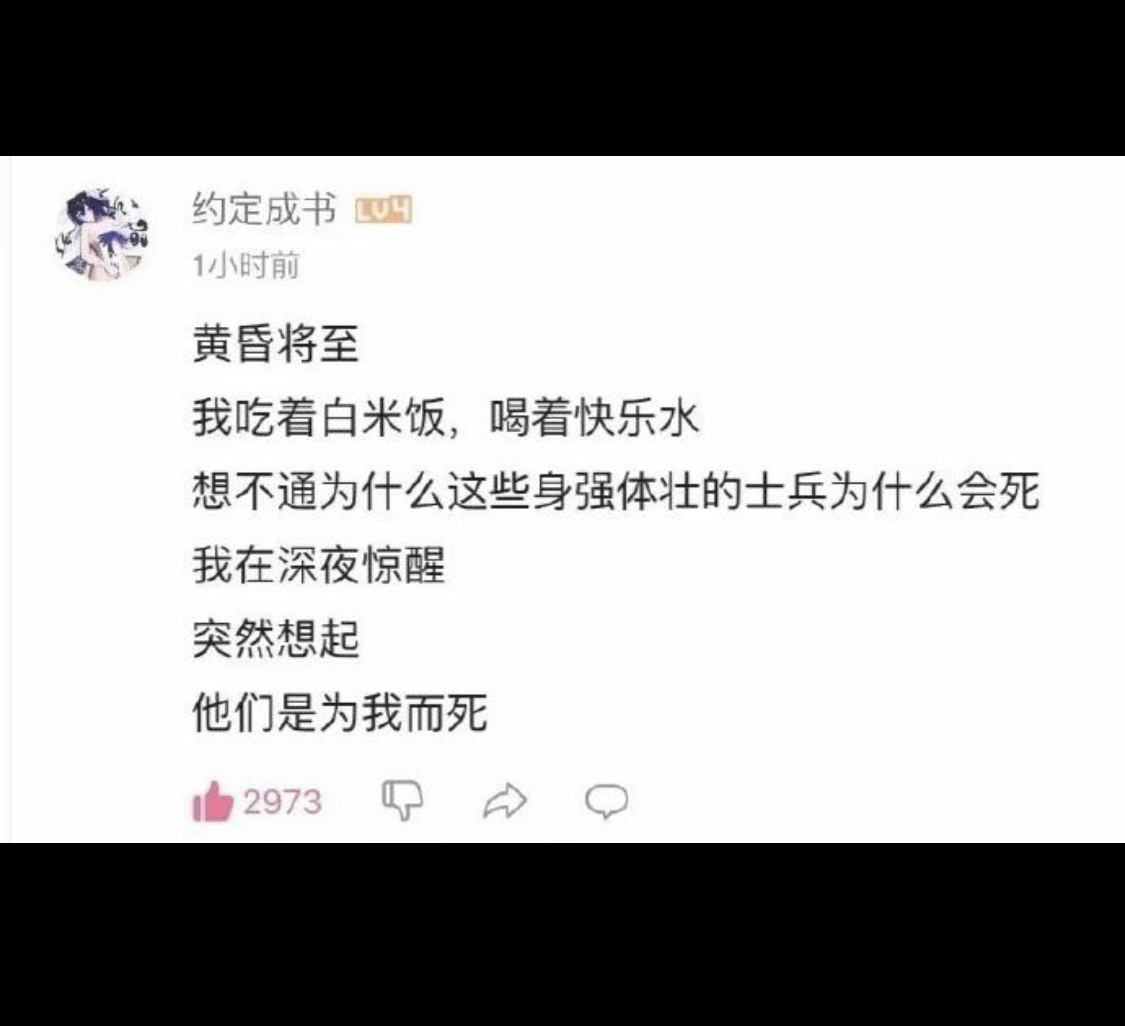 约定成书 LV4
1小时前
黄昏将至
我吃着白米饭，喝着快乐水
想不通为什么这些身强体壮的士兵为什么会死
我在深夜惊醒
突然想起
他们是为我而死
2973